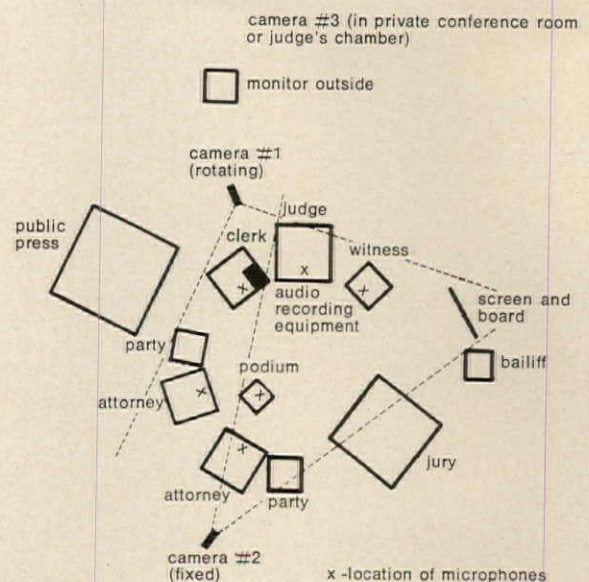 camera #3 (in private conference room
or judge's chamber)
monitor outside
camera #1
(rotating)
judge
public
press
clerk
witness
x
x
x
audio
recording
equipment
screen and
board
party
podium
bailiff
attorney
x
x
x
jury
attorney
party
camera #2
(fixed)
x -location of microphones